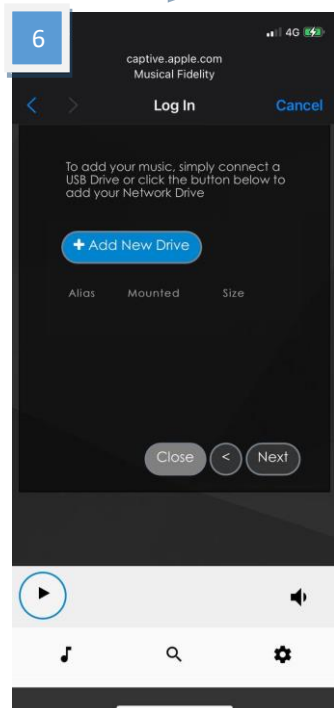 6
4G
captive.apple.com
Musical Fidelity
< > Log In Cancel
To add your music, simply connect a
USB Drive or click the button below to
add your Network Drive
+ Add New Drive
Alias Mounted Size
Close < Next